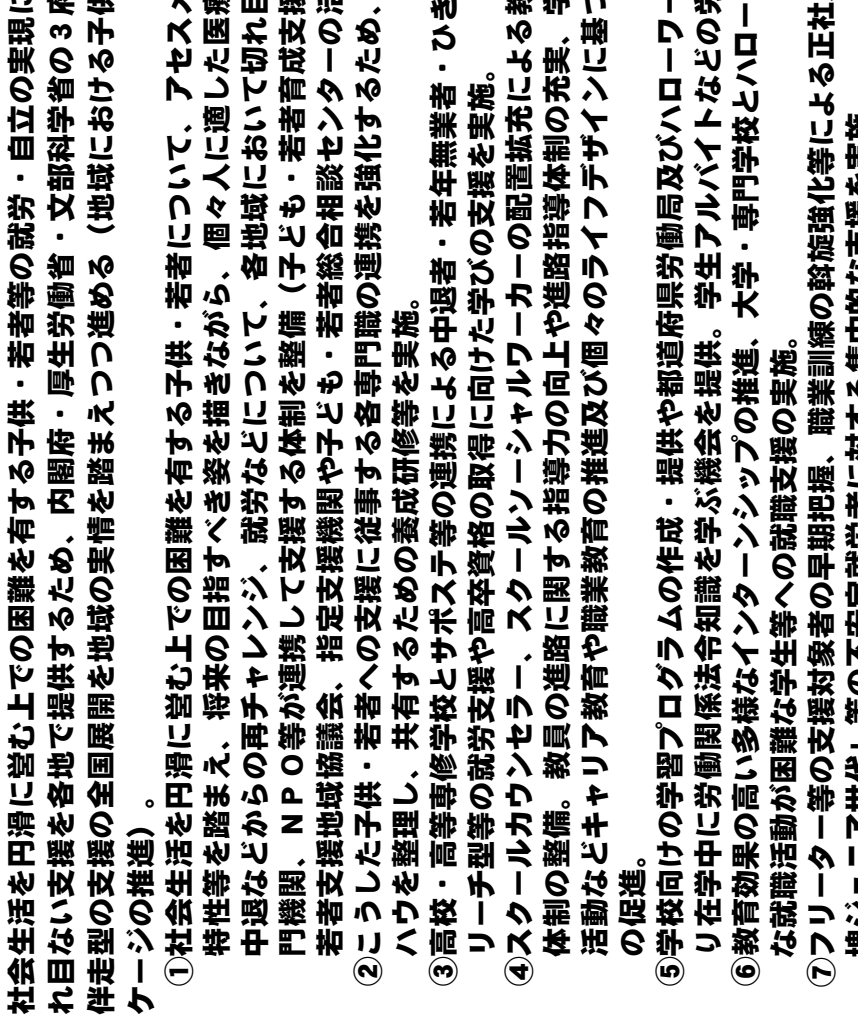 社会生活を円滑に営む上での困難を有する子供・若者等の就労・自立の実現に
れ目ない支援を各地で提供するため、内閣府・厚生労働省・文部科学省の3府
伴走型の支援の全国展開を地域の実情を踏まえつつ進める（地域における子供
ケージの推進）。
①社会生活を円滑に営む上での困難を有する子供・若者について、アセスメ
特性等を踏まえ、将来の目指すべき姿を描きながら、個々人に適した医療
中退などからの再チャレンジ、就労などについて、各地域において切れ目
門機関、NPO等が連携して支援する体制を整備（子ども・若者育成支援
若者支援地域協議会、指定支援機関や子ども・若者総合相談センターの活
②こうした子供・若者への支援に従事する各専門職の連携を強化するため、
ハウを整理し、共有するための養成研修等を実施。
③高校・高等専修学校とサポステ等の連携による中退者・若年無業者・ひき
リーチ型等の就労支援や高卒資格の取得に向けた学びの支援を実施。
④スクールカウンセラー、スクールソーシャルワーカーの配置拡充による教
体制の整備。教員の進路に関する指導力の向上や進路指導体制の充実、学
活動などキャリア教育や職業教育の推進及び個々のライフデザインに基づ
の促進。
⑤学校向けの学習プログラムの作成・提供や都道府県労働局及びハローワー
り在学中に労働関係法令知識を学ぶ機会を提供。学生アルバイトなどの労
⑥教育効果の高い多様なインターンシップの推進、大学・専門学校とハロー
な就職活動が困難な学生等への就職支援の実施。
⑦フリーター等の支援対象者の早期把握、職業訓練の斡旋強化等による正社
等の不安定就労者に対する集中的な支援を実施